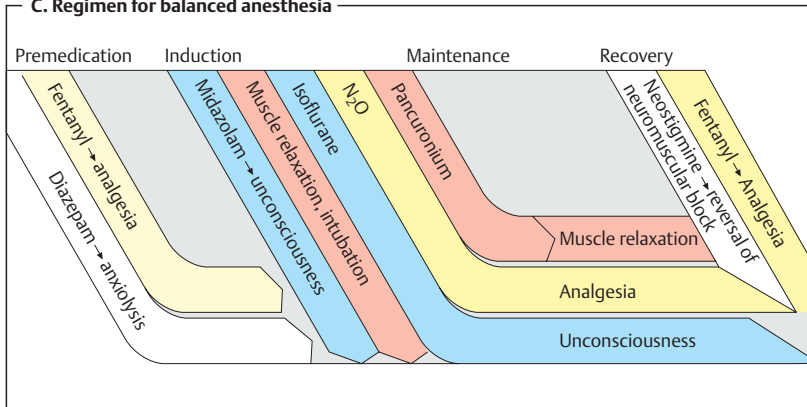 C. Regimen for balanced anesthesia
Premedication
Induction
Maintenance
Recovery
Diazepam → anxiolysis
Fentanyl → analgesia
Midazolam → unconsciousness
Muscle relaxation, intubation
Isoflurane
N₂O
Pancuronium
Neostigmine → reversal of
neuromuscular block
Fentanyl → Analgesia
Muscle relaxation
Analgesia
Unconsciousness